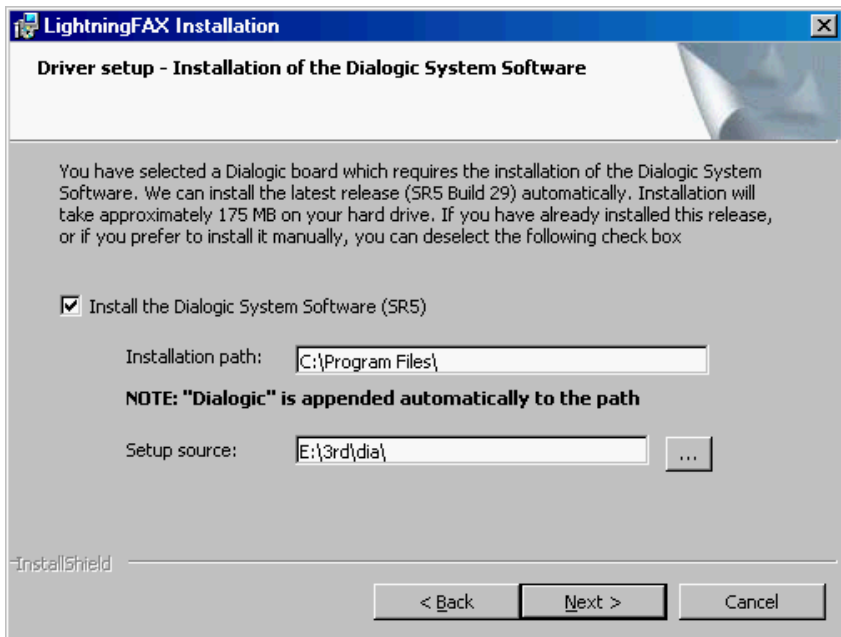 LightningFAX Installation
Driver setup - Installation of the Dialogic System Software
You have selected a Dialogic board which requires the installation of the Dialogic System
Software. We can install the latest release (SR5 Build 29) automatically. Installation will
take approximately 175 MB on your hard drive. If you have already installed this release,
or if you prefer to install it manually, you can deselect the following check box
Install the Dialogic System Software (SR5)
Installation path: C:\Program Files\
NOTE: "Dialogic" is appended automatically to the path
Setup source: E:\3rd\dia\ ...
InstallShield
< Back Next > Cancel